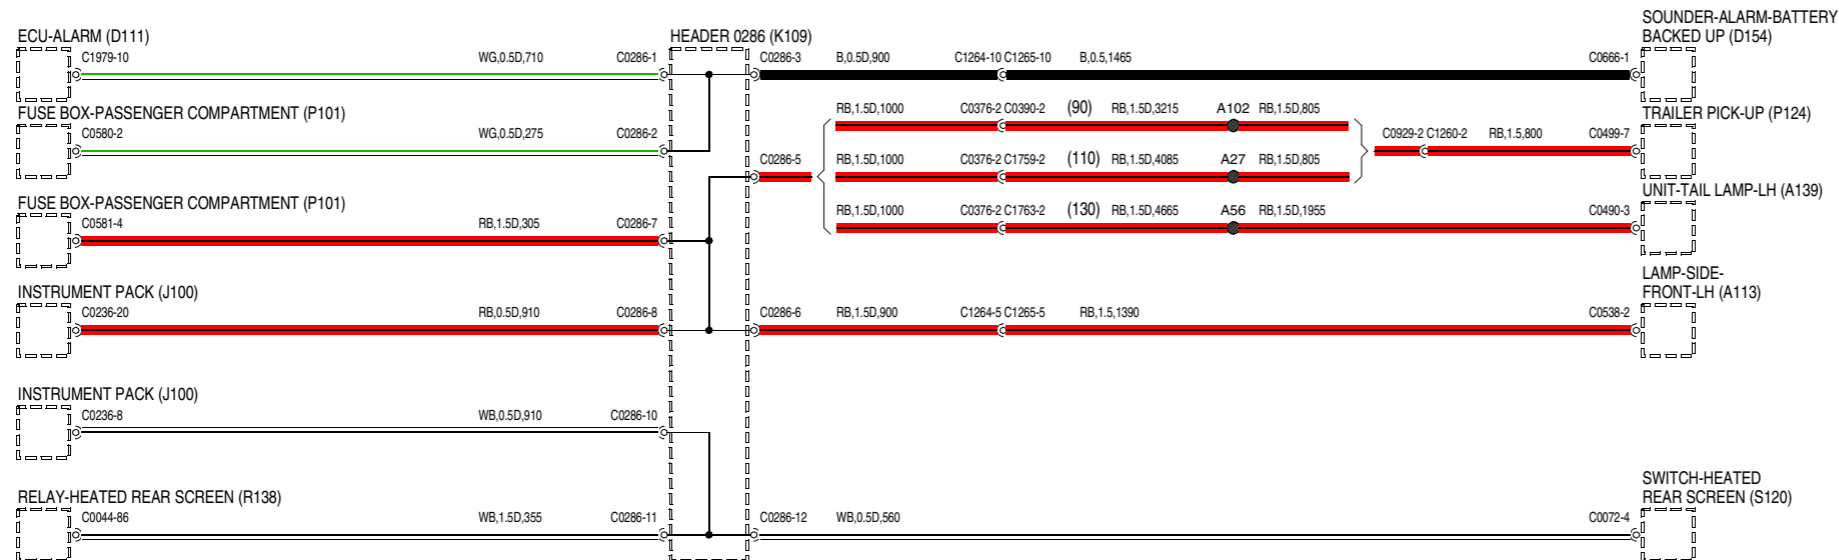 SOUNDER-ALARM-BATTERY
BACKED UP (D154)
ECU-ALARM (D111)
HEADER 0286 (K109)
C1979-10 WG,0.5D,710 C0286-1 C0286-3 B,0.5D,900 C1264-10 C1265-10 B,0.5,1465 C0666-1
FUSE BOX-PASSENGER COMPARTMENT (P101)
TRAILER PICK-UP (P124)
RB,1.5D,1000 C0376-2 C0390-2 (90) RB,1.5D,3215 A102 RB,1.5D,805
C0580-2 WG,0.5D,275 C0286-2 C0929-2 C1260-2 RB,1.5,800 C0499-7
C0286-5 RB,1.5D,1000 C0376-2 C1759-2 (110) RB,1.5D,4085 A27 RB,1.5D,805
UNIT-TAIL LAMP-LH (A139)
FUSE BOX-PASSENGER COMPARTMENT (P101)
RB,1.5D,1000 C0376-2 C1763-2 (130) RB,1.5D,4665 A56 RB,1.5D,1955 C0490-3
C0581-4 RB,1.5D,305 C0286-7
LAMP-SIDE-
FRONT-LH (A113)
INSTRUMENT PACK (J100)
C0236-20 RB,0.5D,910 C0286-8 C0286-6 RB,1.5D,900 C1264-5 C1265-5 RB,1.5,1390 C0538-2
INSTRUMENT PACK (J100)
C0236-8 WB,0.5D,910 C0286-10
SWITCH-HEATED
REAR SCREEN (S120)
RELAY-HEATED REAR SCREEN (R138)
C0044-86 WB,1.5D,355 C0286-11 C0286-12 WB,0.5D,560 C0072-4